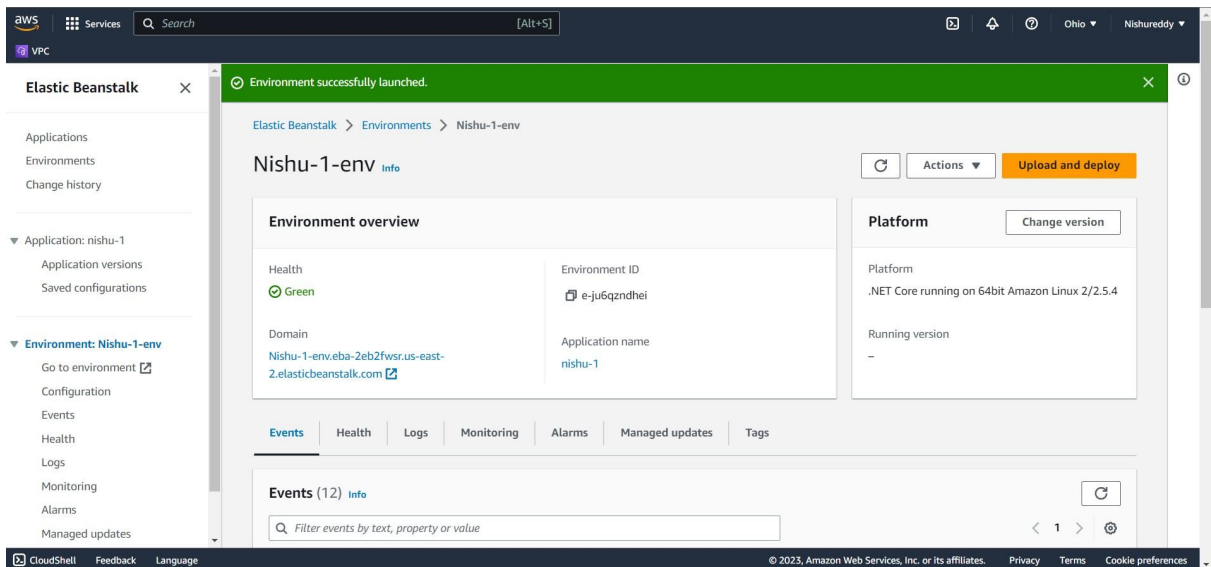 aws
Services
Search
[Alt+S]
Ohio ▼
Nishureddy ▼
VPC
Elastic Beanstalk
Applications
Environments
Change history
Application: nishu-1
Application versions
Saved configurations
Environment: Nishu-1-env
Go to environment
Configuration
Events
Health
Logs
Monitoring
Alarms
Managed updates
Environment successfully launched.
Elastic Beanstalk > Environments > Nishu-1-env
Nishu-1-env Info
Actions ▼
Upload and deploy
Environment overview
Health
Green
Domain
Nishu-1-env.eba-2eb2fwsr.us-east-
2.elasticbeanstalk.com
Environment ID
e-ju6qzndhei
Application name
nishu-1
Platform
Change version
Platform
.NET Core running on 64bit Amazon Linux 2/2.5.4
Running version
–
Events
Health
Logs
Monitoring
Alarms
Managed updates
Tags
Events (12) Info
Filter events by text, property or value
< 1 >
CloudShell
Feedback
Language
© 2023, Amazon Web Services, Inc. or its affiliates.
Privacy
Terms
Cookie preferences